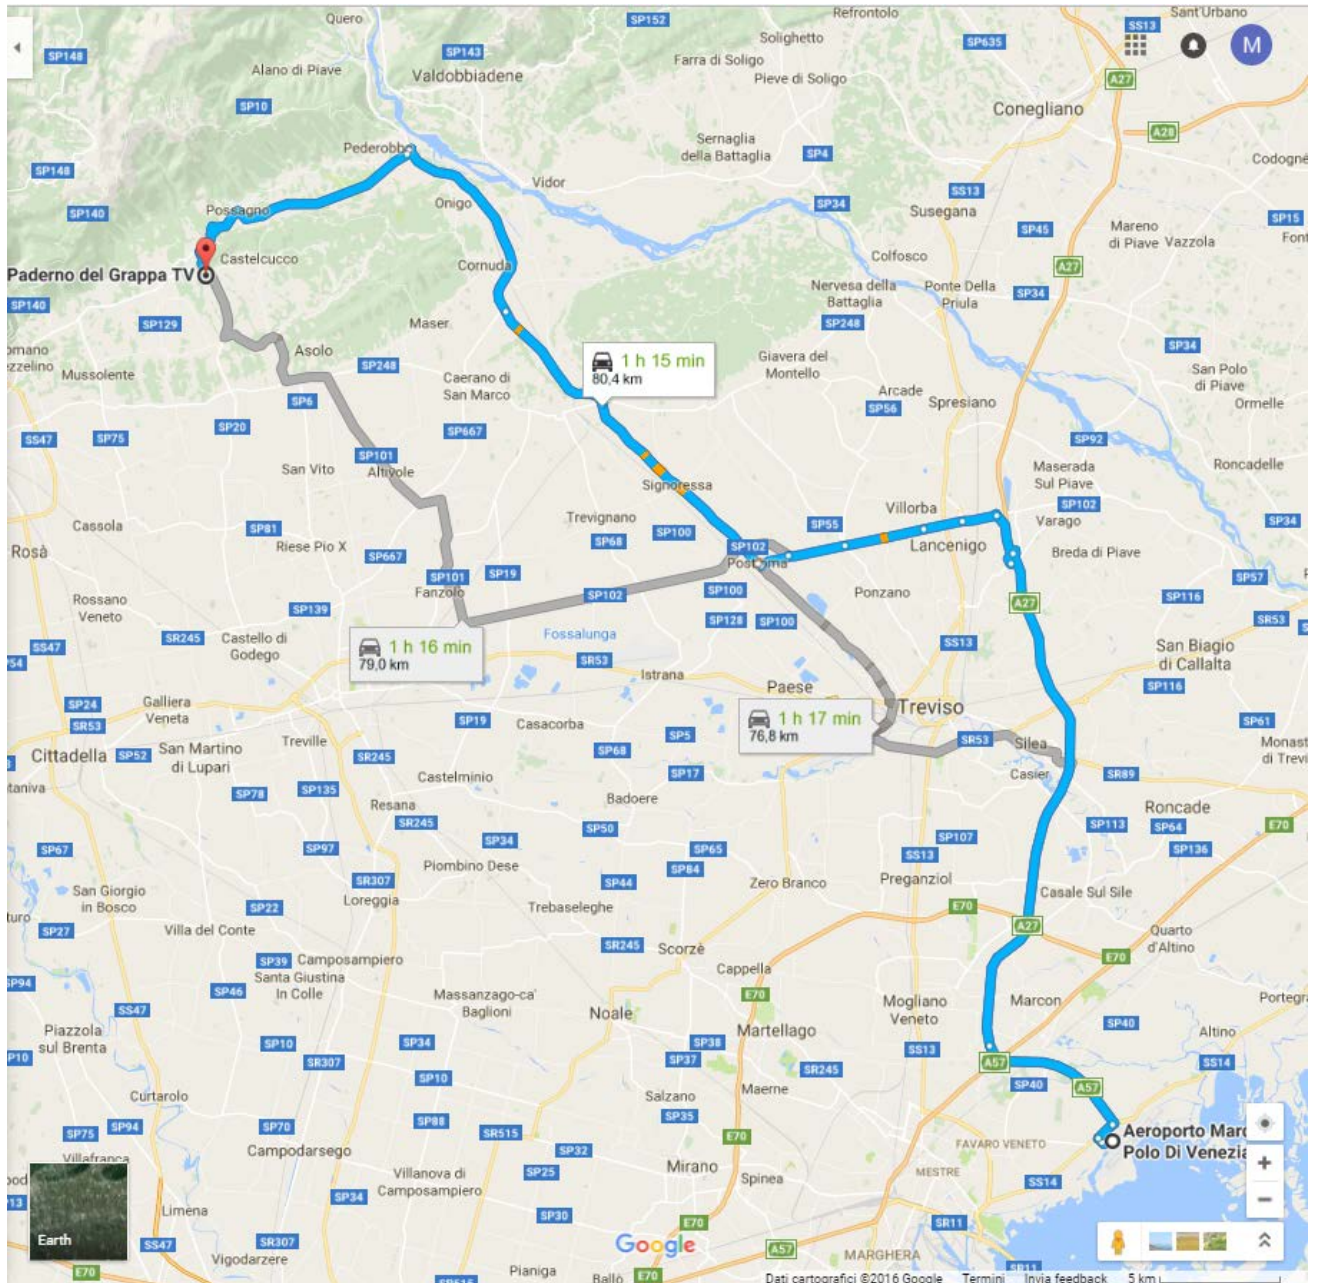 Quero
SP152
Refrontolo
SS13
Sant'Urbano
SP148
SP143
Solighetto
SP635
M
Alano di Piave
Valdobbiadene
Farra di Soligo
Pieve di Soligo
A27
SP10
Conegliano
A28
Pederobba
Sernaglia
della Battaglia
SP4
Codognè
SP148
Vidor
SS13
SP140
Possagno
Onigo
SP34
Susegana
SP15
SP45
Mareno
di Piave
Vazzola
Paderno del Grappa TV
Castelcucco
Cornuda
Colfosco
A27
SP140
Nervesa della
Battaglia
Ponte Della
Priula
SP34
SP129
Maser
SP248
Asolo
1 h 15 min
80,4 km
Giavera del
Montello
SP34
Mussolente
SP248
Caerano di
San Marco
San Polo
di Piave
SP6
Arcade
SP56
Spresiano
Ormelle
SS47
SP75
SP20
SP667
SP92
SP101
San Vito
Altivole
Signoressa
Maserada
Sul Piave
Roncadelle
SP102
Villorba
Cassola
SP81
Trevignano
SP100
SP55
Varago
SP34
Rosà
Riese Pio X
SP667
SP68
SP102
Lancenigo
Breda di Piave
Postioma
SP101
SP19
SP57
Fanzolo
SP102
SP100
Ponzano
A27
SP116
Rossano
Veneto
SP139
SP128
SP100
SR53
SR245
Castello di
Godego
Fossalunga
SS13
SS47
1 h 16 min
79,0 km
SR53
San Biagio
di Callalta
Istrana
Paese
SP116
SP24
Galliera
Veneta
Treviso
SR53
SP19
Casacorba
1 h 17 min
76,8 km
SP61
Treville
SP5
SR53
Silea
Cittadella
SP52
San Martino
di Lupari
SR245
SP68
Casier
SR89
Castelminio
SP17
SP78
SP135
Resana
Badoere
Roncade
SR245
SP34
SP50
SP107
SP113
SP64
E70
SP67
SP97
SP65
SS13
SP136
Piombino Dese
SP84
San Giorgio
in Bosco
SR307
SP44
Zero Branco
Preganziol
Casale Sul Sile
SP22
Loreggia
Trebaseleghe
E70
SP27
Villa del Conte
A27
Quarto
d'Altino
SR245
Scorzè
SP39
Camposampiero
Cappella
E70
Santa Giustina
In Colle
SP94
SP46
Massanzago-ca'
Baglioni
E70
Mogliano
Veneto
Marcon
SS47
Noale
Martellago
SP40
Altino
Piazzola
sul Brenta
SP10
SP34
SP38
SS13
SP10
SR307
SP37
SR245
A57
SS14
SP10
Maerne
SP40
A57
Curtarolo
Salzano
SP88
SP35
SP75
SP94
SP70
SR515
E70
FAVARO VENETO
Villafranca
Campodarsego
SP32
Polo Di Venezia
SP25
Mirano
MESTRE
Villanova di
Camposampiero
Spinea
SS14
SP34
Limena
SP30
Earth
E70
SR11
SS47
SR307
Google
A57
MARGHERA
Vigodarzere
E70
Pianiga
Dati cartografici ©2016 Google Termini Invia feedback 5 km